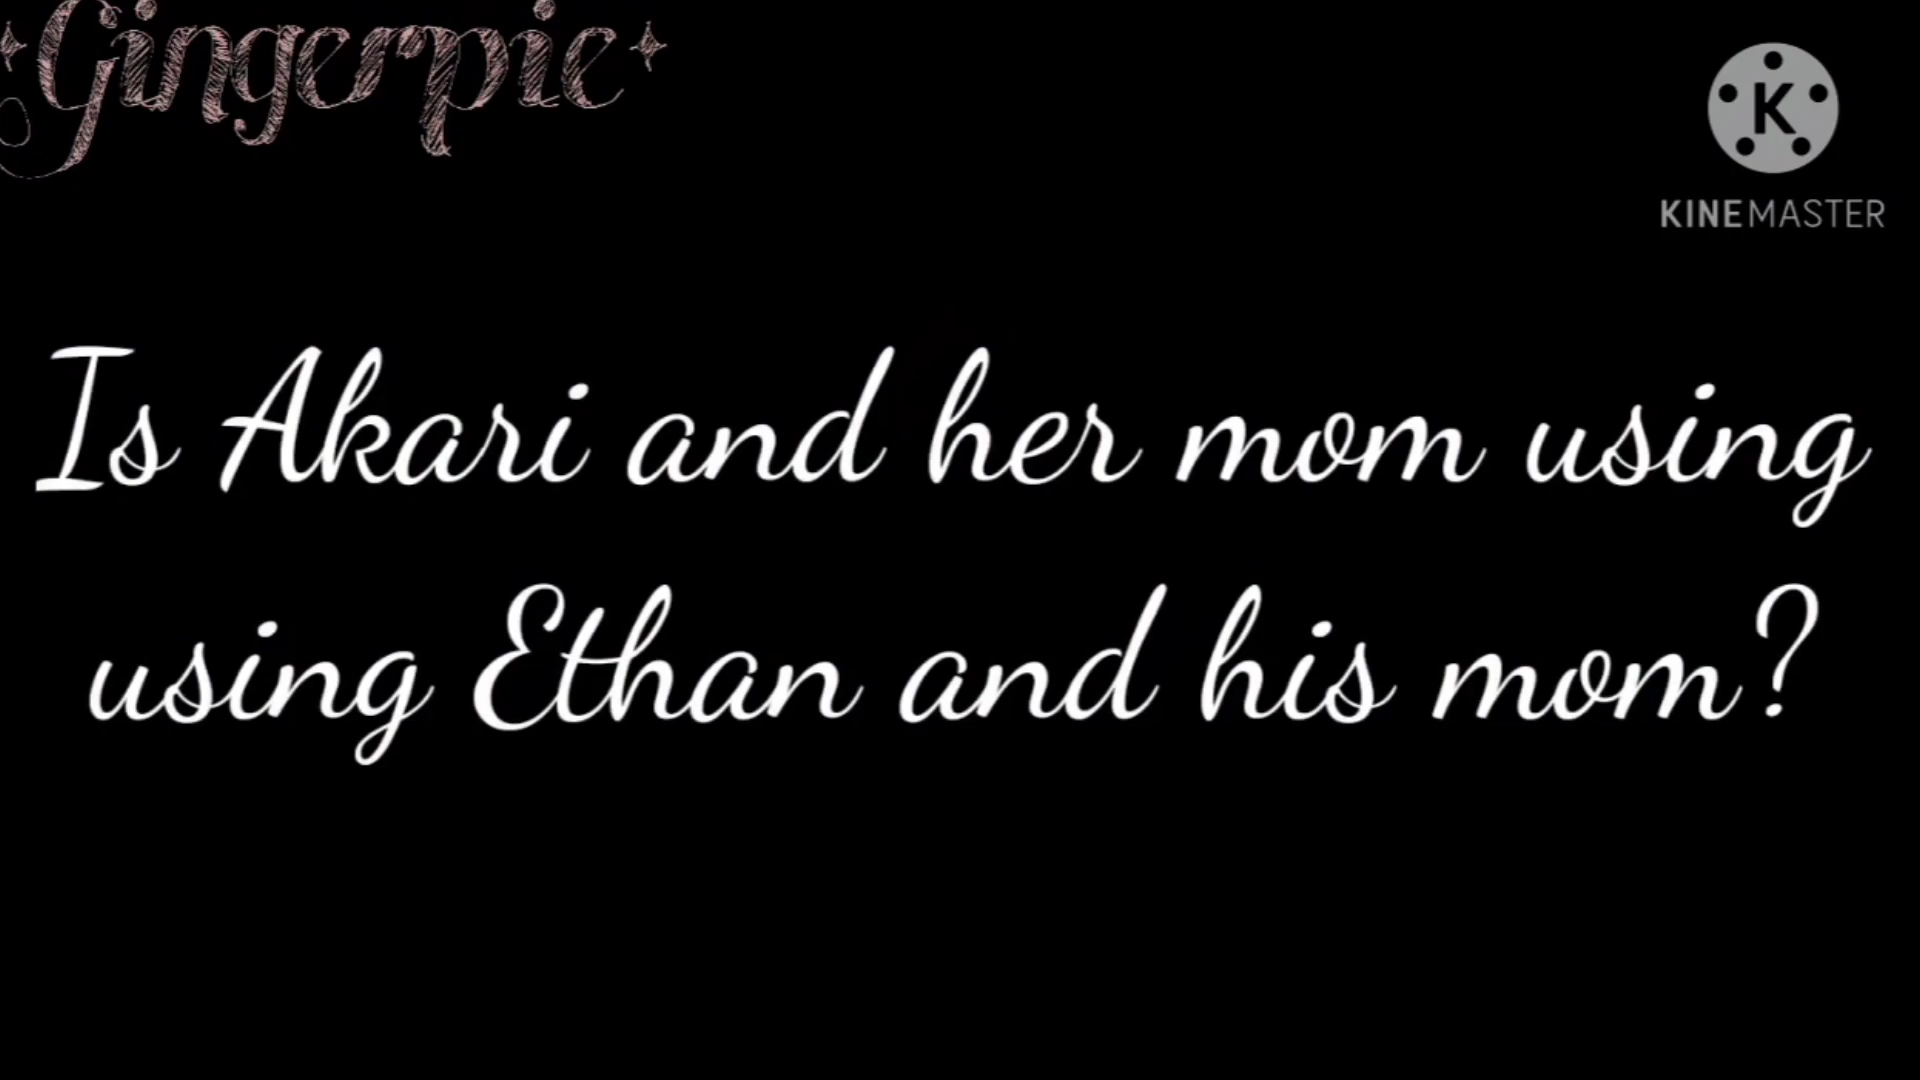 Gingerpie
K
KINEMASTER
Is Akari and her mom using
using Ethan and his mom?